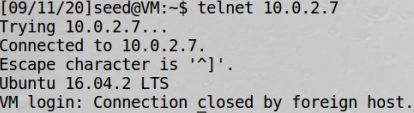 [09/11/20]seed@VM:~$ telnet 10.0.2.7
Trying 10.0.2.7...
Connected to 10.0.2.7.
Escape character is '^]'.
Ubuntu 16.04.2 LTS
VM login: Connection closed by foreign host.